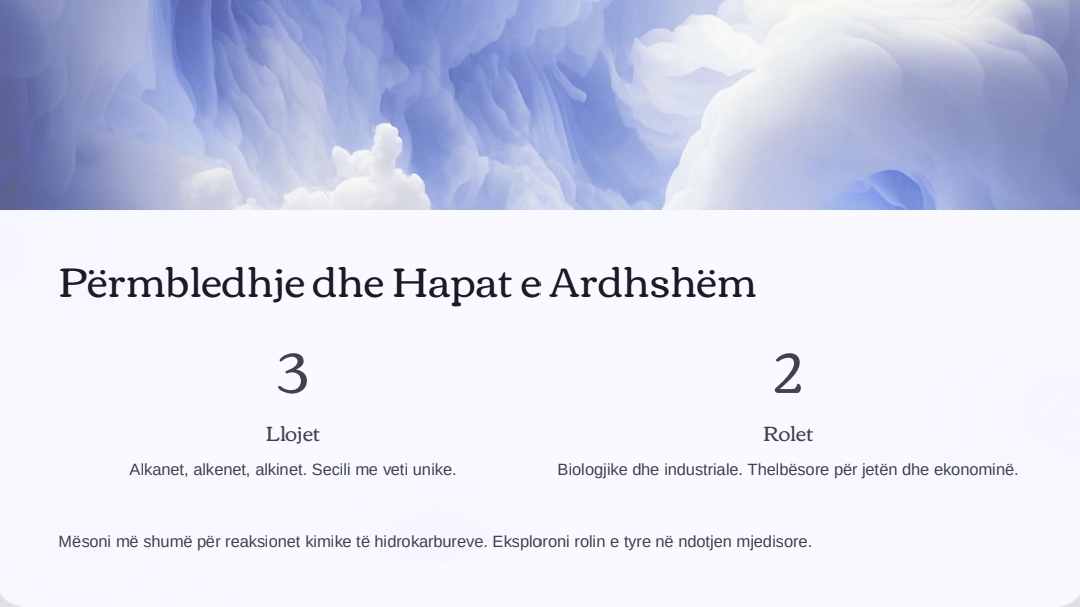 Përmbledhje dhe Hapat e Ardhshëm
3
Llojet
Alkanet, alkenet, alkinet. Secili me veti unike.
2
Rolet
Biologjike dhe industriale. Thelbësore për jetën dhe ekonominë.
Mësoni më shumë për reaksionet kimike të hidrokarbureve. Eksploroni rolin e tyre në ndotjen mjedisore.